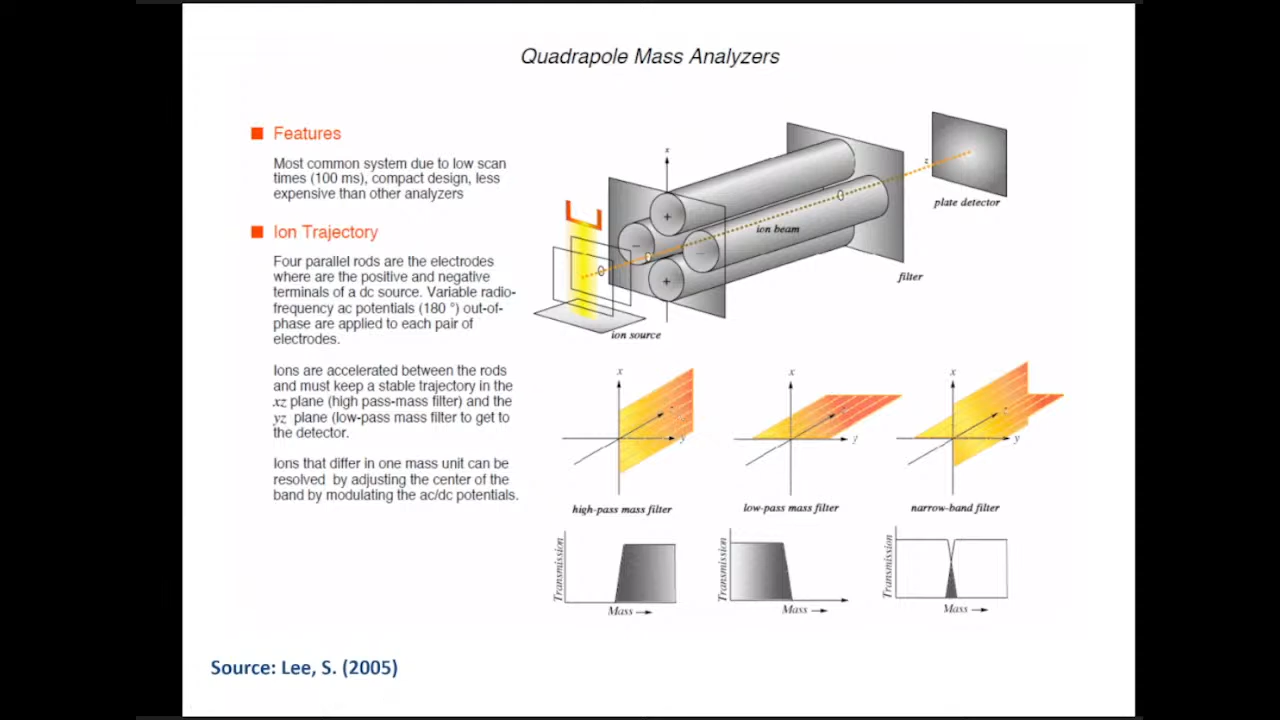 Quadrapole Mass Analyzers
Features
Most common system due to low scan
times (100 ms), compact design, less
expensive than other analyzers
Ion Trajectory
Four parallel rods are the electrodes
where are the positive and negative
terminals of a dc source. Variable radio-
frequency ac potentials (180 °) out-of-
phase are applied to each pair of
electrodes.
Ions are accelerated between the rods
and must keep a stable trajectory in the
xz plane (high pass-mass filter) and the
yz plane (low-pass mass filter to get to
the detector.
Ions that differ in one mass unit can be
resolved by adjusting the center of the
band by modulating the ac/dc potentials.
x
z
+
−
−
+
ion beam
plate detector
filter
ion source
x
y
high-pass mass filter
x
y
low-pass mass filter
x
y
narrow-band filter
Transmission
Mass
Transmission
Mass
Transmission
Mass
Source: Lee, S. (2005)